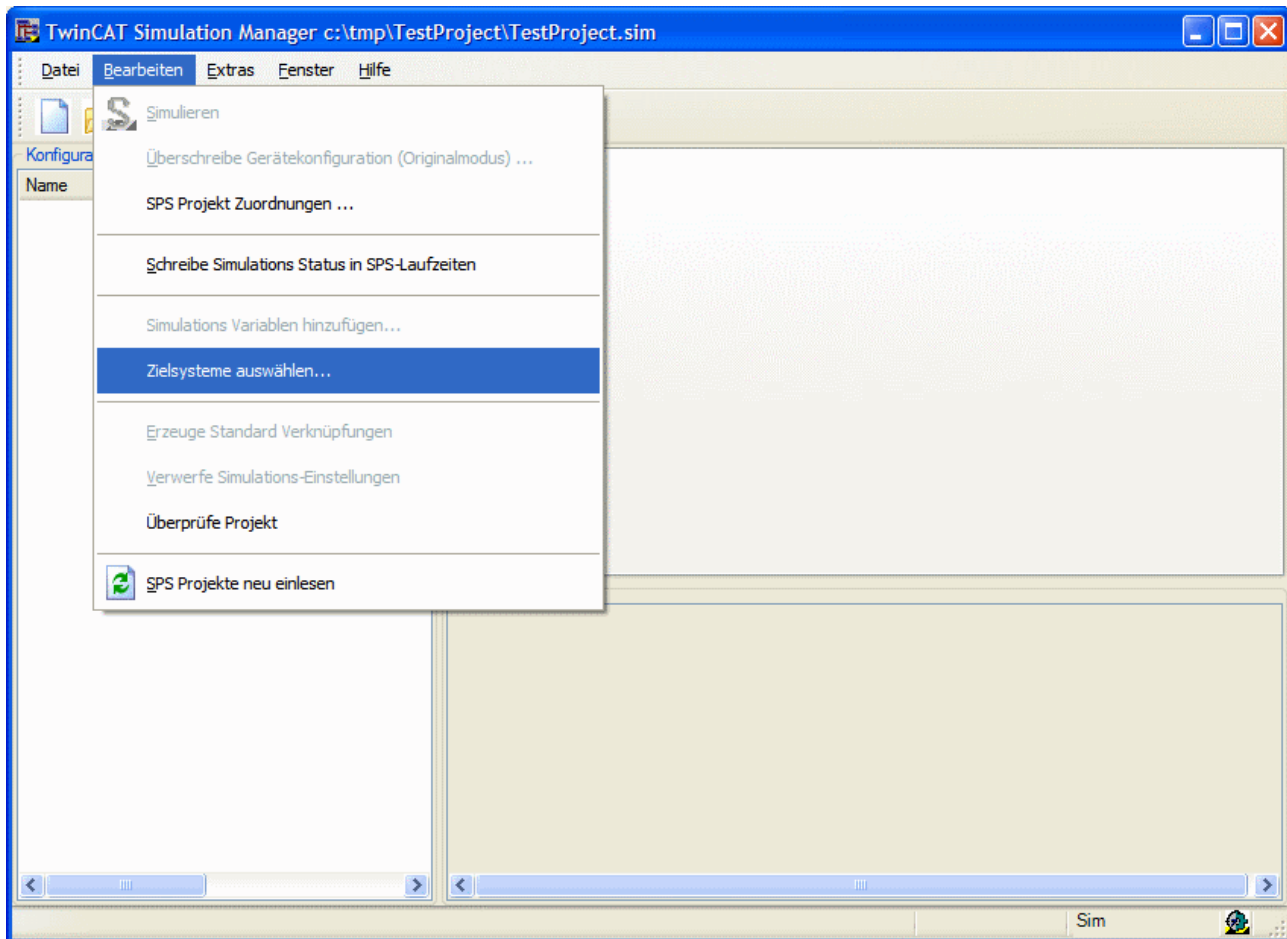 TwinCAT Simulation Manager c:\tmp\TestProject\TestProject.sim
Datei Bearbeiten Extras Fenster Hilfe
Simulieren
Überschreibe Gerätekonfiguration (Originalmodus) ...
SPS Projekt Zuordnungen ...
Schreibe Simulations Status in SPS-Laufzeiten
Simulations Variablen hinzufügen...
Zielsysteme auswählen...
Erzeuge Standard Verknüpfungen
Verwerfe Simulations-Einstellungen
Überprüfe Projekt
SPS Projekte neu einlesen
Konfigura
Name
Sim